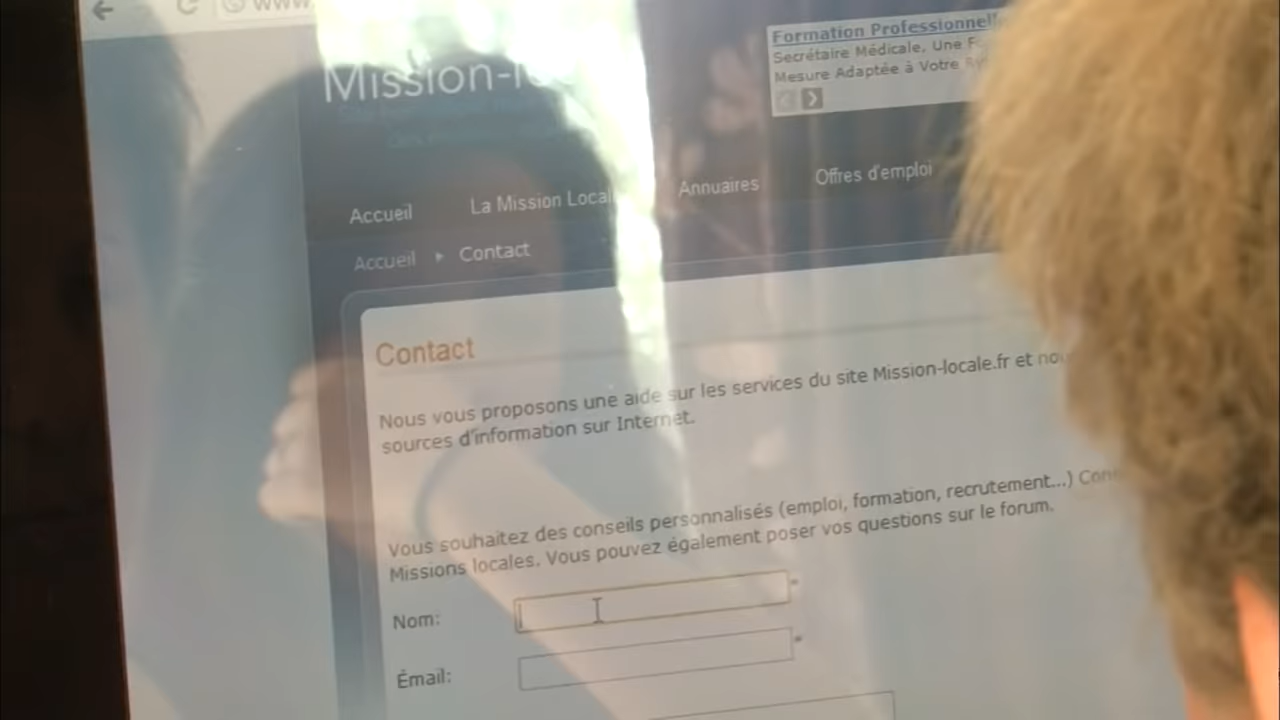 www.
Formation Professionnelle
Secrétaire Médicale, Une
Mesure Adaptée à Votre
Mission-lo
Accueil
La Mission Local
Annuaires
Offres d'emploi
Accueil ▸ Contact
Contact
Nous vous proposons une aide sur les services du site Mission-locale.fr et
sources d'information sur Internet.
Vous souhaitez des conseils personnalisés (emploi, formation, recrutement...)
Missions locales. Vous pouvez également poser vos questions sur le forum.
Nom: *
Émail: *